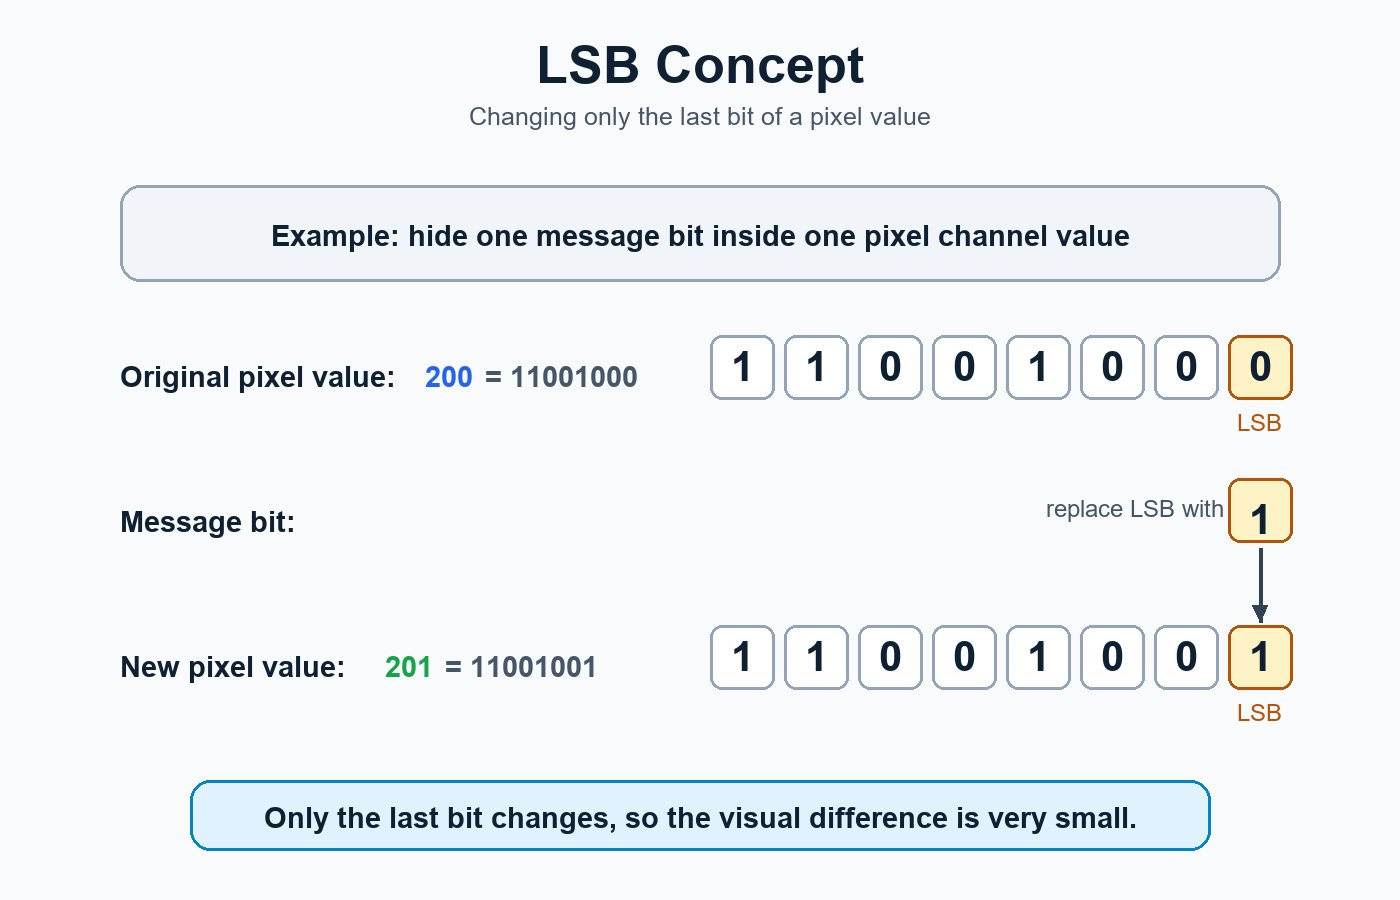 LSB Concept
Changing only the last bit of a pixel value
Example: hide one message bit inside one pixel channel value
Original pixel value: 200 = 11001000 1 1 0 0 1 0 0 0
LSB
Message bit: replace LSB with 1
New pixel value: 201 = 11001001 1 1 0 0 1 0 0 1
LSB
Only the last bit changes, so the visual difference is very small.